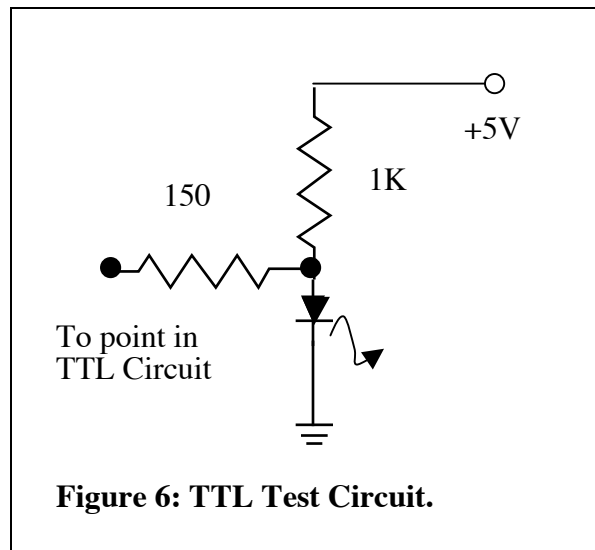 +5V
150
1K
To point in
TTL Circuit
Figure 6: TTL Test Circuit.